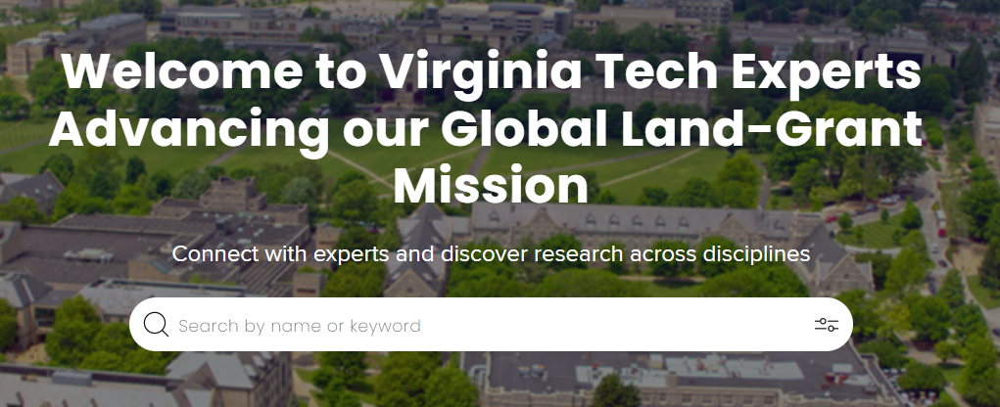 Welcome to Virginia Tech Experts
Advancing our Global Land-Grant
Mission
Connect with experts and discover research across disciplines
Search by name or keyword